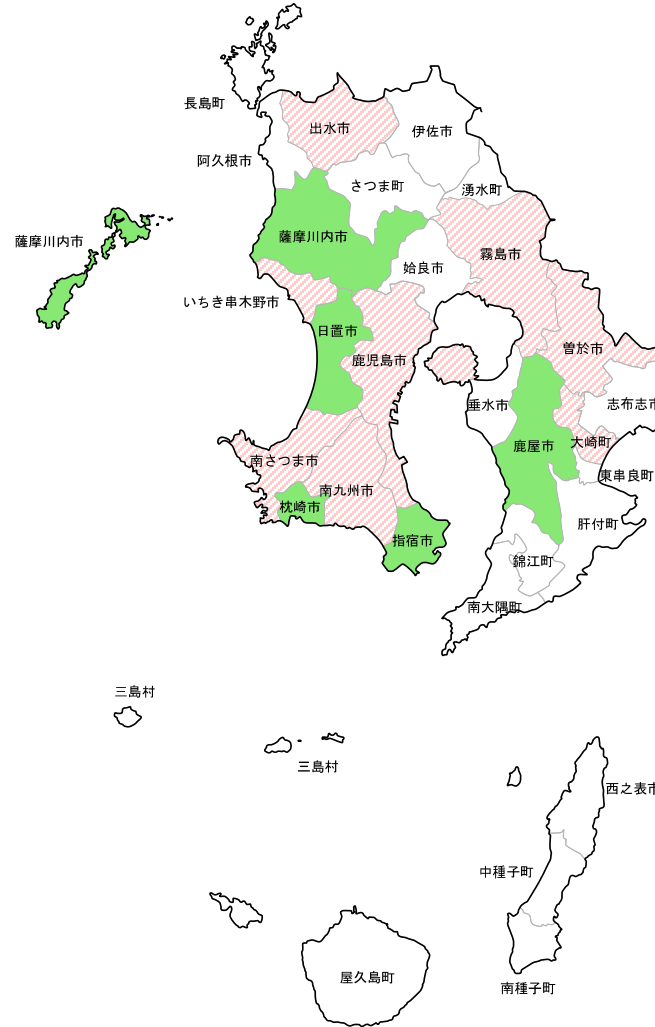 長島町
出水市
伊佐市
阿久根市
さつま町
湧水町
薩摩川内市
薩摩川内市
霧島市
姶良市
いちき串木野市
日置市
鹿児島市
曽於市
垂水市
志布志市
鹿屋市
大崎町
南さつま市
東串良町
南九州市
枕崎市
肝付町
指宿市
錦江町
南大隅町
三島村
三島村
西之表市
中種子町
屋久島町
南種子町